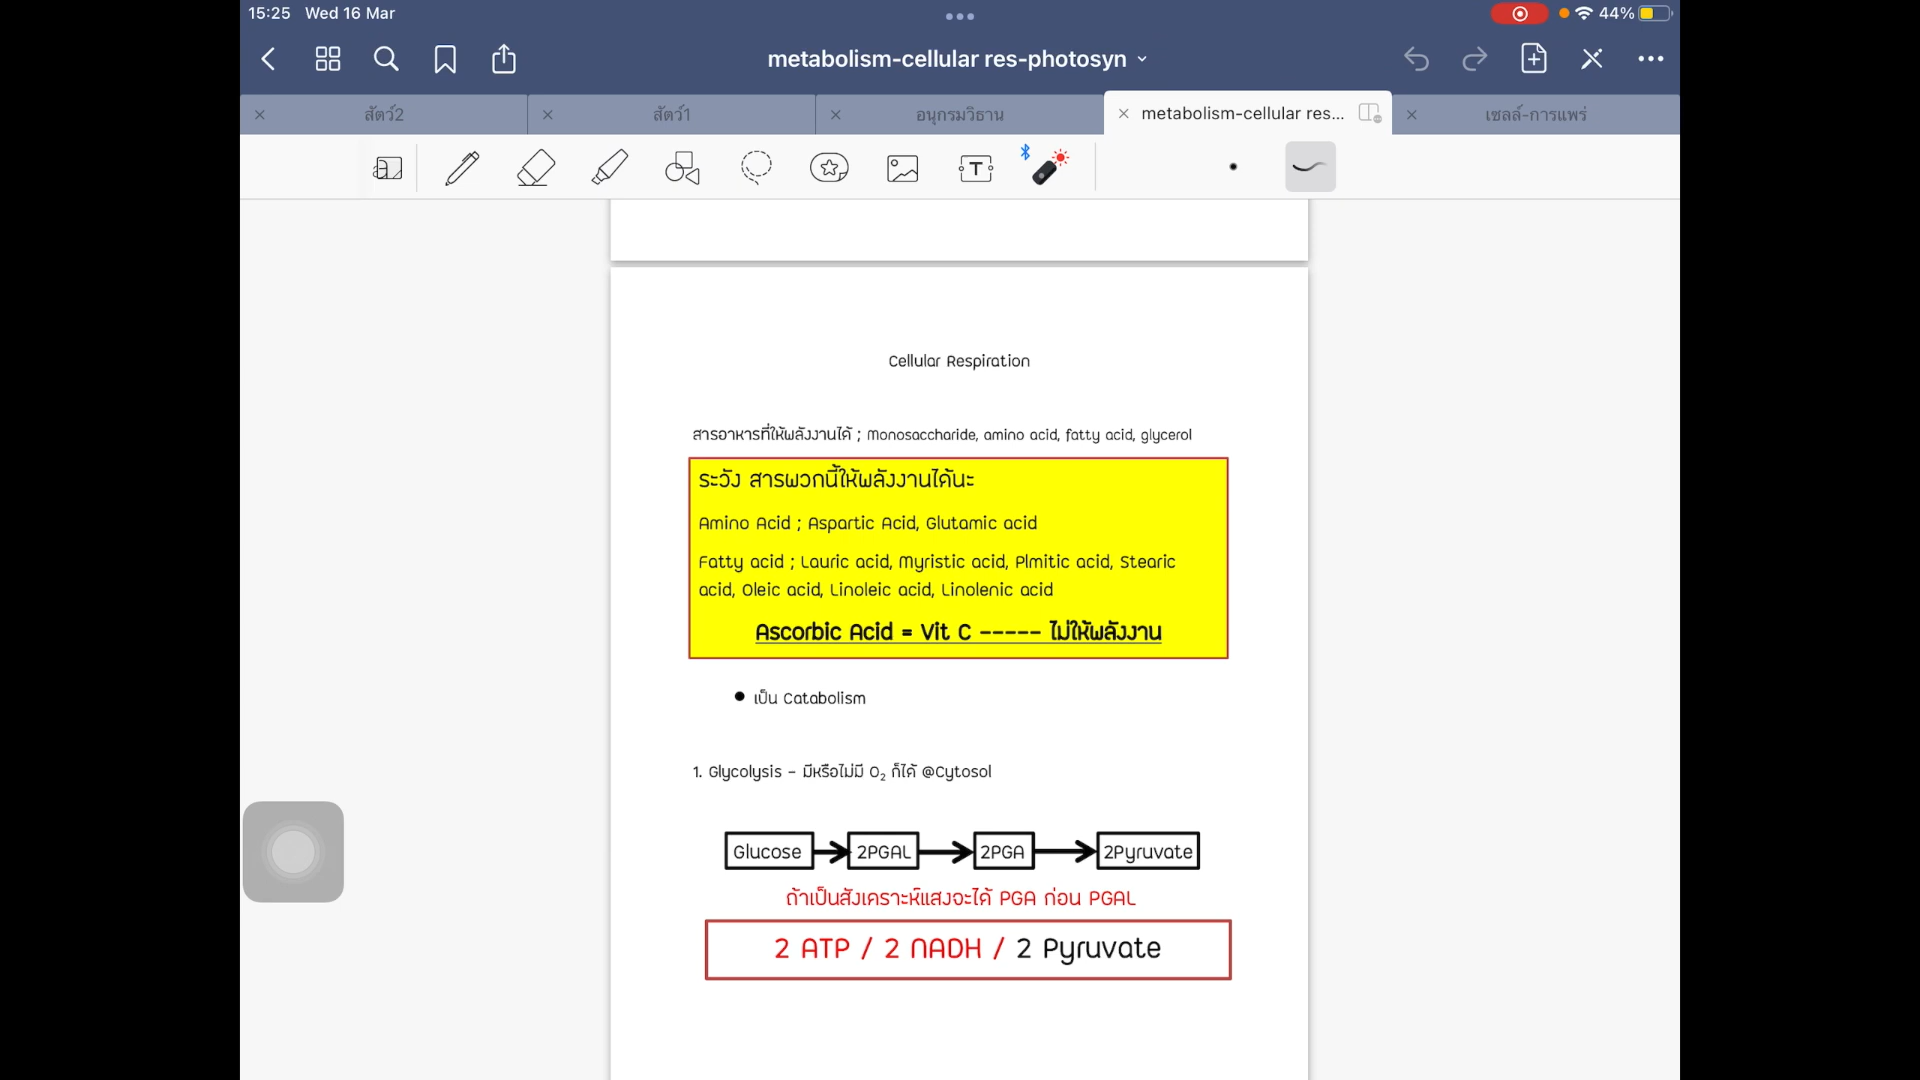 15:25 Wed 16 Mar
44%
metabolism-cellular res-photosyn
สัตว์2
สัตว์1
อนุกรมวิธาน
metabolism-cellular res...
เซลล์-การแพร่
Cellular Respiration
สารอาหารที่ให้พลังงานได้ ; Monosaccharide, amino acid, fatty acid, glycerol
ระวัง สารพวกนี้ให้พลังงานได้นะ
Amino Acid ; Aspartic Acid, Glutamic acid
Fatty acid ; Lauric acid, Myristic acid, Plmitic acid, Stearic
acid, Oleic acid, Linoleic acid, Linolenic acid
Ascorbic Acid = Vit C ----- ไม่ให้พลังงาน
● เป็น Catabolism
1. Glycolysis - มีหรือไม่มี O₂ ก็ได้ @Cytosol
Glucose 2PGAL 2PGA 2Pyruvate
ถ้าเป็นสังเคราะห์แสงจะได้ PGA ก่อน PGAL
2 ATP / 2 NADH / 2 Pyruvate